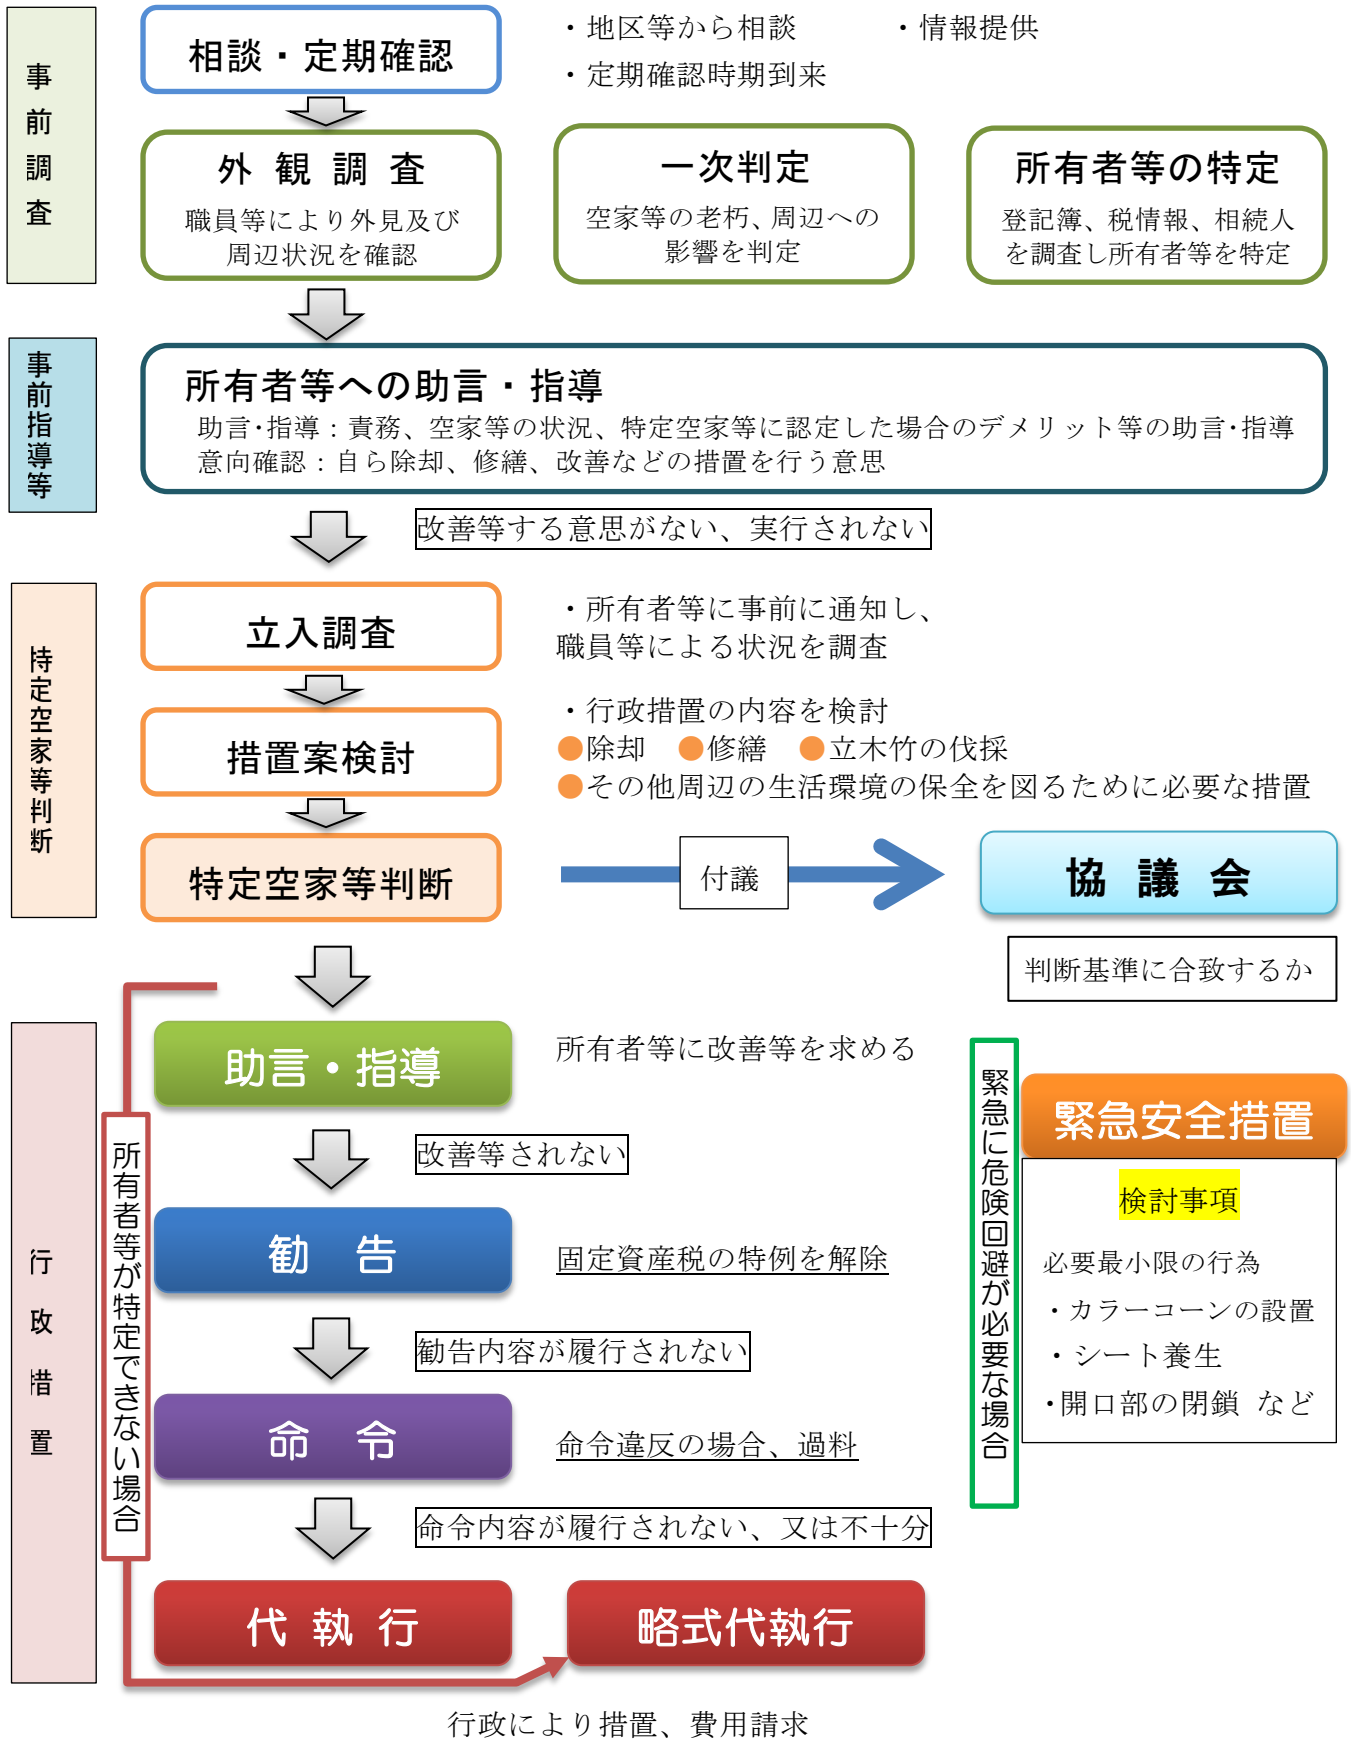 事前調査
相談・定期確認
・地区等から相談　・情報提供
・定期確認時期到来
外観調査
職員等により外見及び
周辺状況を確認
一次判定
空家等の老朽、周辺への
影響を判定
所有者等の特定
登記簿、税情報、相続人
を調査し所有者等を特定
事前指導等
所有者等への助言・指導
助言・指導：責務、空家等の状況、特定空家等に認定した場合のデメリット等の助言・指導
意向確認：自ら除却、修繕、改善などの措置を行う意思
改善等する意思がない、実行されない
特定空家等判断
立入調査
・所有者等に事前に通知し、
職員等による状況を調査
措置案検討
・行政措置の内容を検討
●除却　●修繕　●立木竹の伐採
●その他周辺の生活環境の保全を図るために必要な措置
特定空家等判断
付議
協議会
判断基準に合致するか
行政措置
所有者等が特定できない場合
助言・指導
所有者等に改善等を求める
改善等されない
勧告
固定資産税の特例を解除
勧告内容が履行されない
命令
命令違反の場合、過料
命令内容が履行されない、又は不十分
代執行
略式代執行
行政により措置、費用請求
緊急に危険回避が必要な場合
緊急安全措置
検討事項
必要最小限の行為
・カラーコーンの設置
・シート養生
・開口部の閉鎖 など